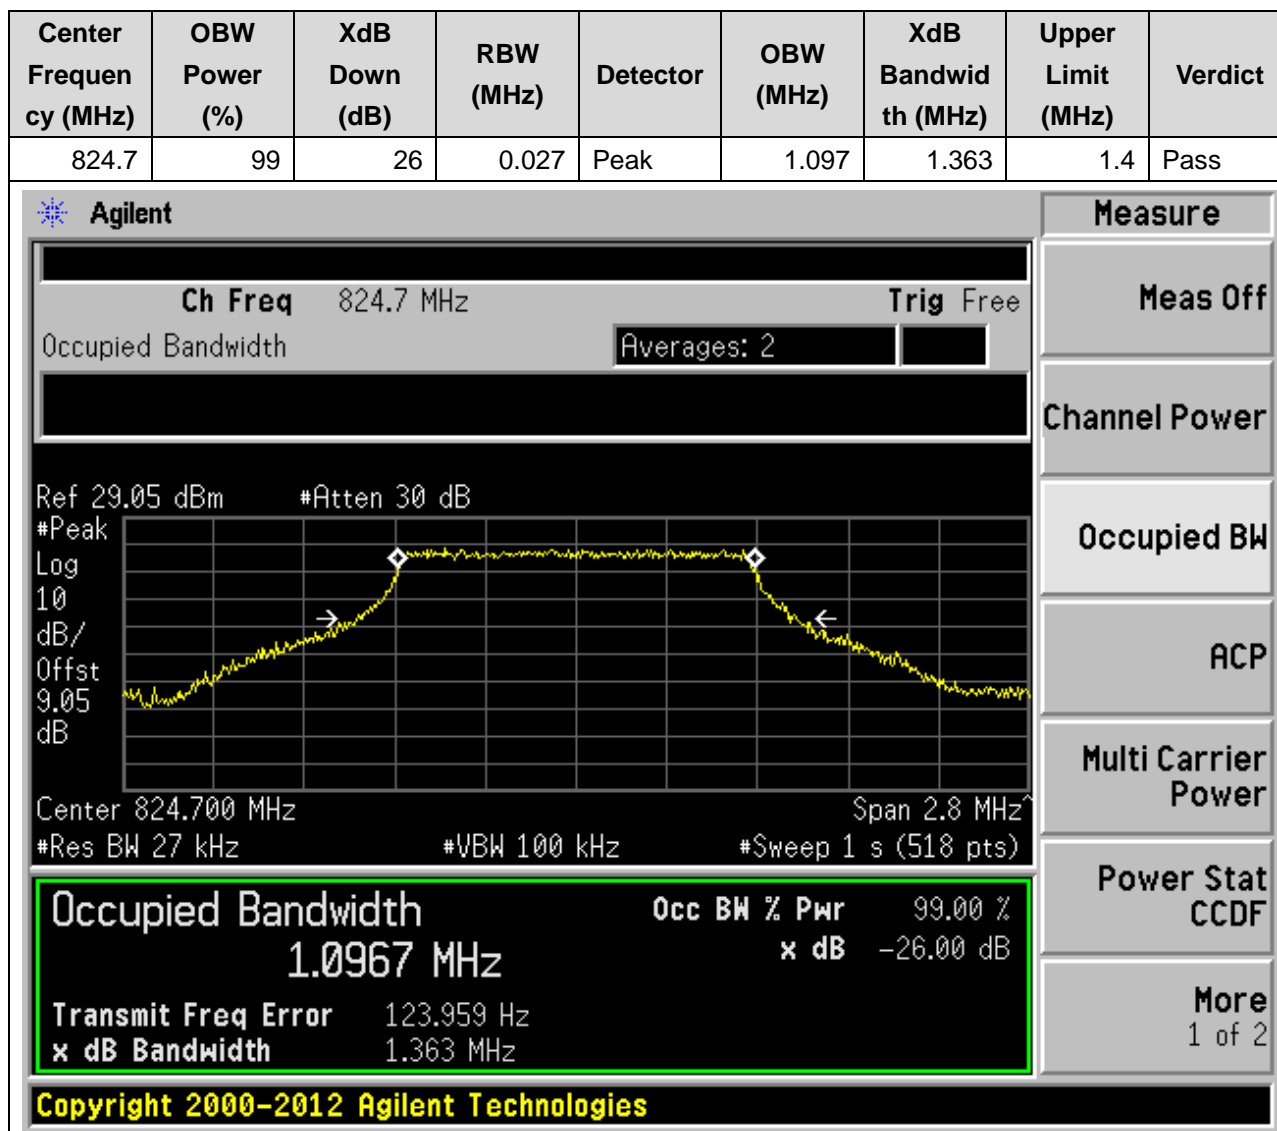 Center Frequen cy (MHz) OBW Power (%) XdB Down (dB) RBW (MHz) Detector OBW (MHz) XdB Bandwid th (MHz) Upper Limit (MHz) Verdict
824.7 99 26 0.027 Peak 1.097 1.363 1.4 Pass
Agilent
Ch Freq 824.7 MHz Trig Free
Occupied Bandwidth Averages: 2
Ref 29.05 dBm #Atten 30 dB
#Peak
Log
10
dB/
Offst
9.05
dB
Center 824.700 MHz Span 2.8 MHz^
#Res BW 27 kHz #VBW 100 kHz #Sweep 1 s (518 pts)
Occupied Bandwidth Occ BW % Pwr 99.00 %
1.0967 MHz x dB -26.00 dB
Transmit Freq Error 123.959 Hz
x dB Bandwidth 1.363 MHz
Copyright 2000-2012 Agilent Technologies
Measure
Meas Off
Channel Power
Occupied BW
ACP
Multi Carrier
Power
Power Stat
CCDF
More
1 of 2